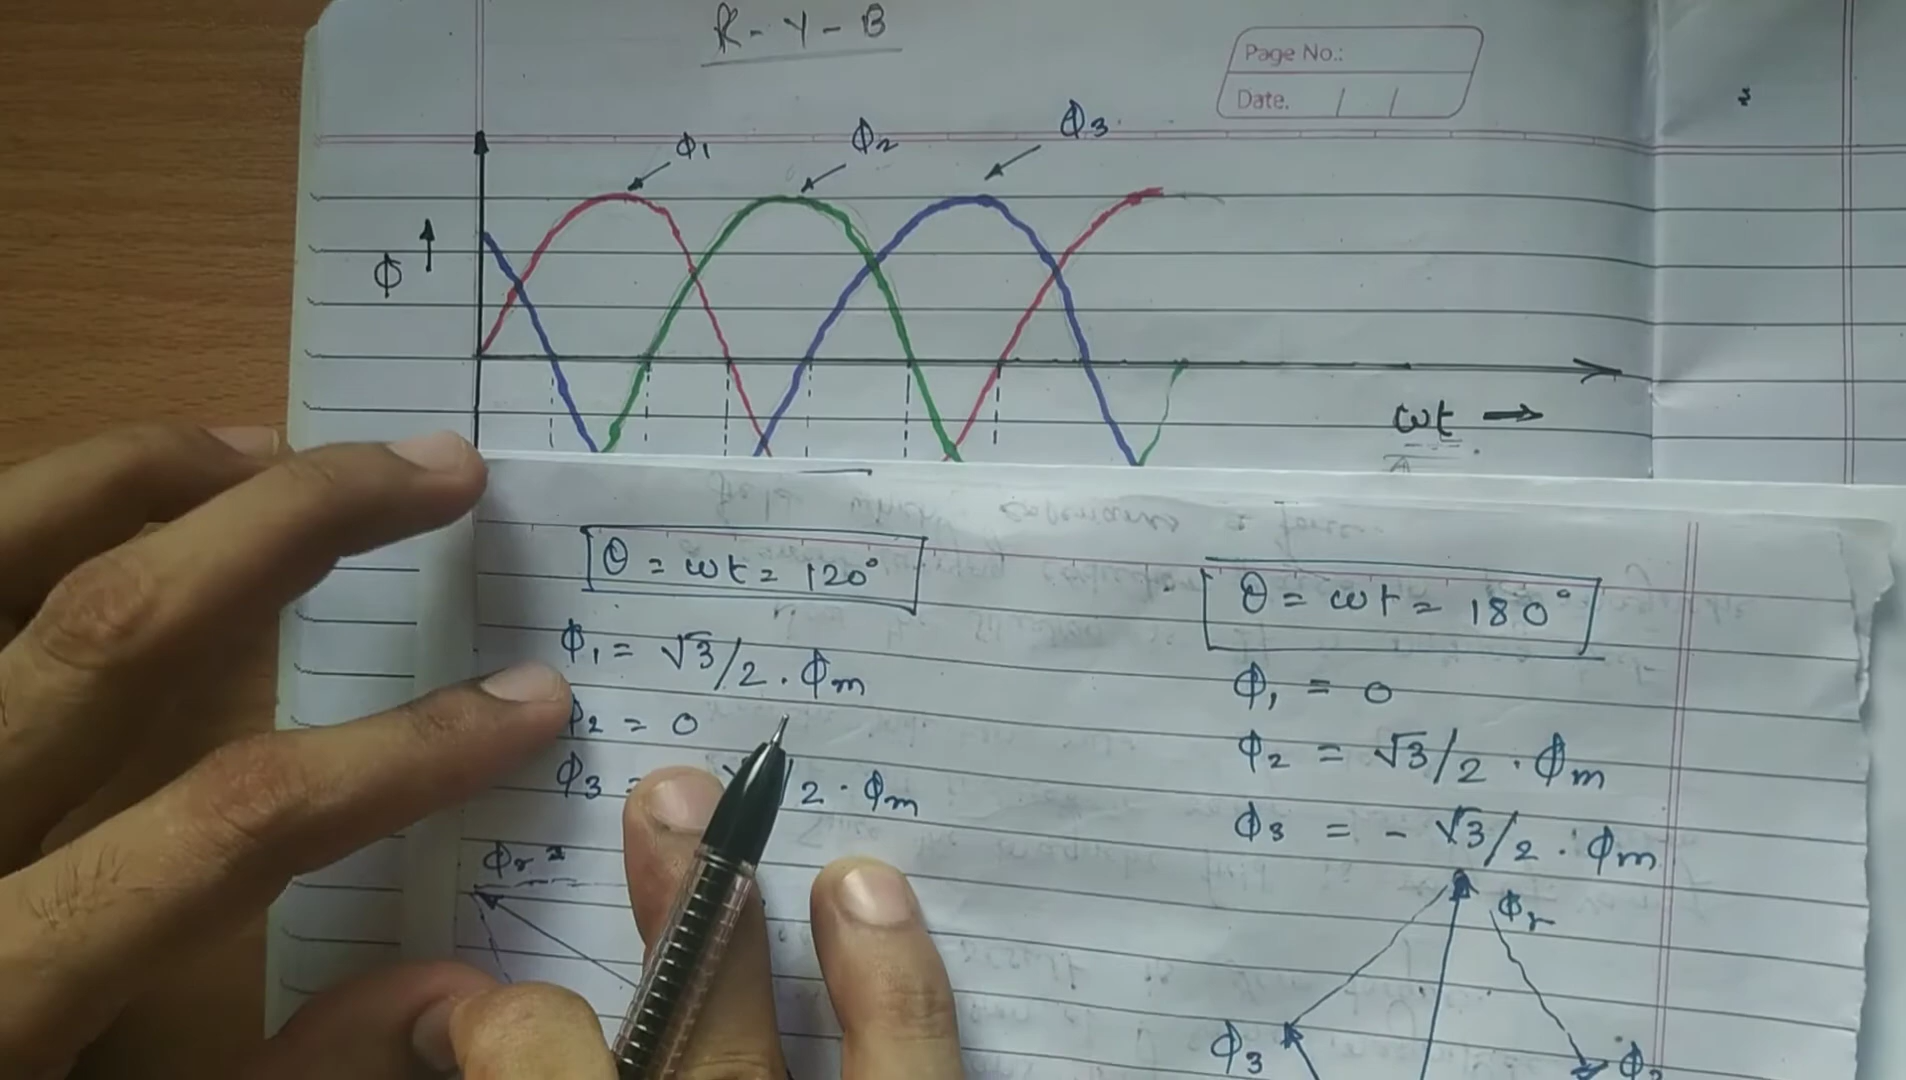 R - Y - B
Page No.:
Date.
ϕ1
ϕ2
ϕ3
ϕ
ωt
θ = ωt = 120°
ϕ1 = √3/2 · ϕm
ϕ2 = 0
ϕ3 = /2 · ϕm
ϕr
θ = ωt = 180°
ϕ1 = 0
ϕ2 = √3/2 · ϕm
ϕ3 = - √3/2 · ϕm
ϕr
ϕ3